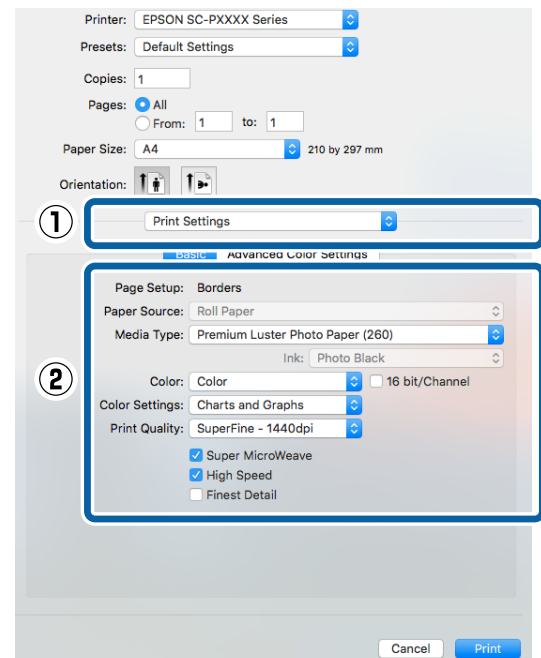 Printer: EPSON SC-PXXXX Series
Presets: Default Settings
Copies: 1
Pages: All
From: 1 to: 1
Paper Size: A4 210 by 297 mm
Orientation:
1 Print Settings
Basic Advanced Color Settings
Page Setup: Borders
Paper Source: Roll Paper
Media Type: Premium Luster Photo Paper (260)
Ink: Photo Black
2
Color: Color 16 bit/Channel
Color Settings: Charts and Graphs
Print Quality: SuperFine - 1440dpi
Super MicroWeave
High Speed
Finest Detail
Cancel Print